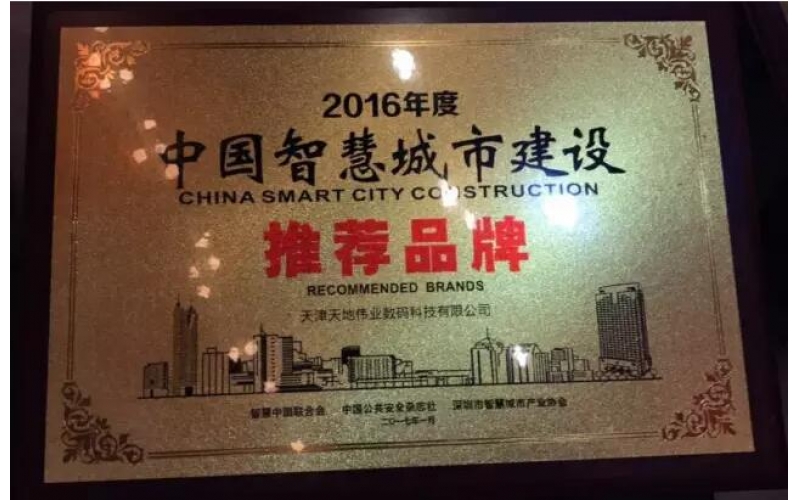 2016年度
中国智慧城市建设
CHINA SMART CITY CONSTRUCTION
推荐品牌
RECOMMENDED BRANDS
天津天地伟业数码科技有限公司
智慧中国联合会 中国公共安全杂志社 深圳市智慧城市产业协会
二〇一七年一月